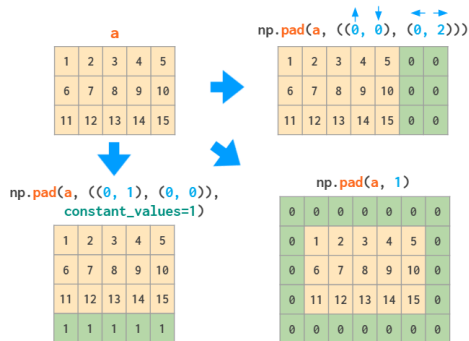 a
1 2 3 4 5
6 7 8 9 10
11 12 13 14 15
np.pad(a, ((0, 0), (0, 2)))
1 2 3 4 5 0 0
6 7 8 9 10 0 0
11 12 13 14 15 0 0
np.pad(a, ((0, 1), (0, 0)),
constant_values=1)
1 2 3 4 5
6 7 8 9 10
11 12 13 14 15
1 1 1 1 1
np.pad(a, 1)
0 0 0 0 0 0 0
0 1 2 3 4 5 0
0 6 7 8 9 10 0
0 11 12 13 14 15 0
0 0 0 0 0 0 0